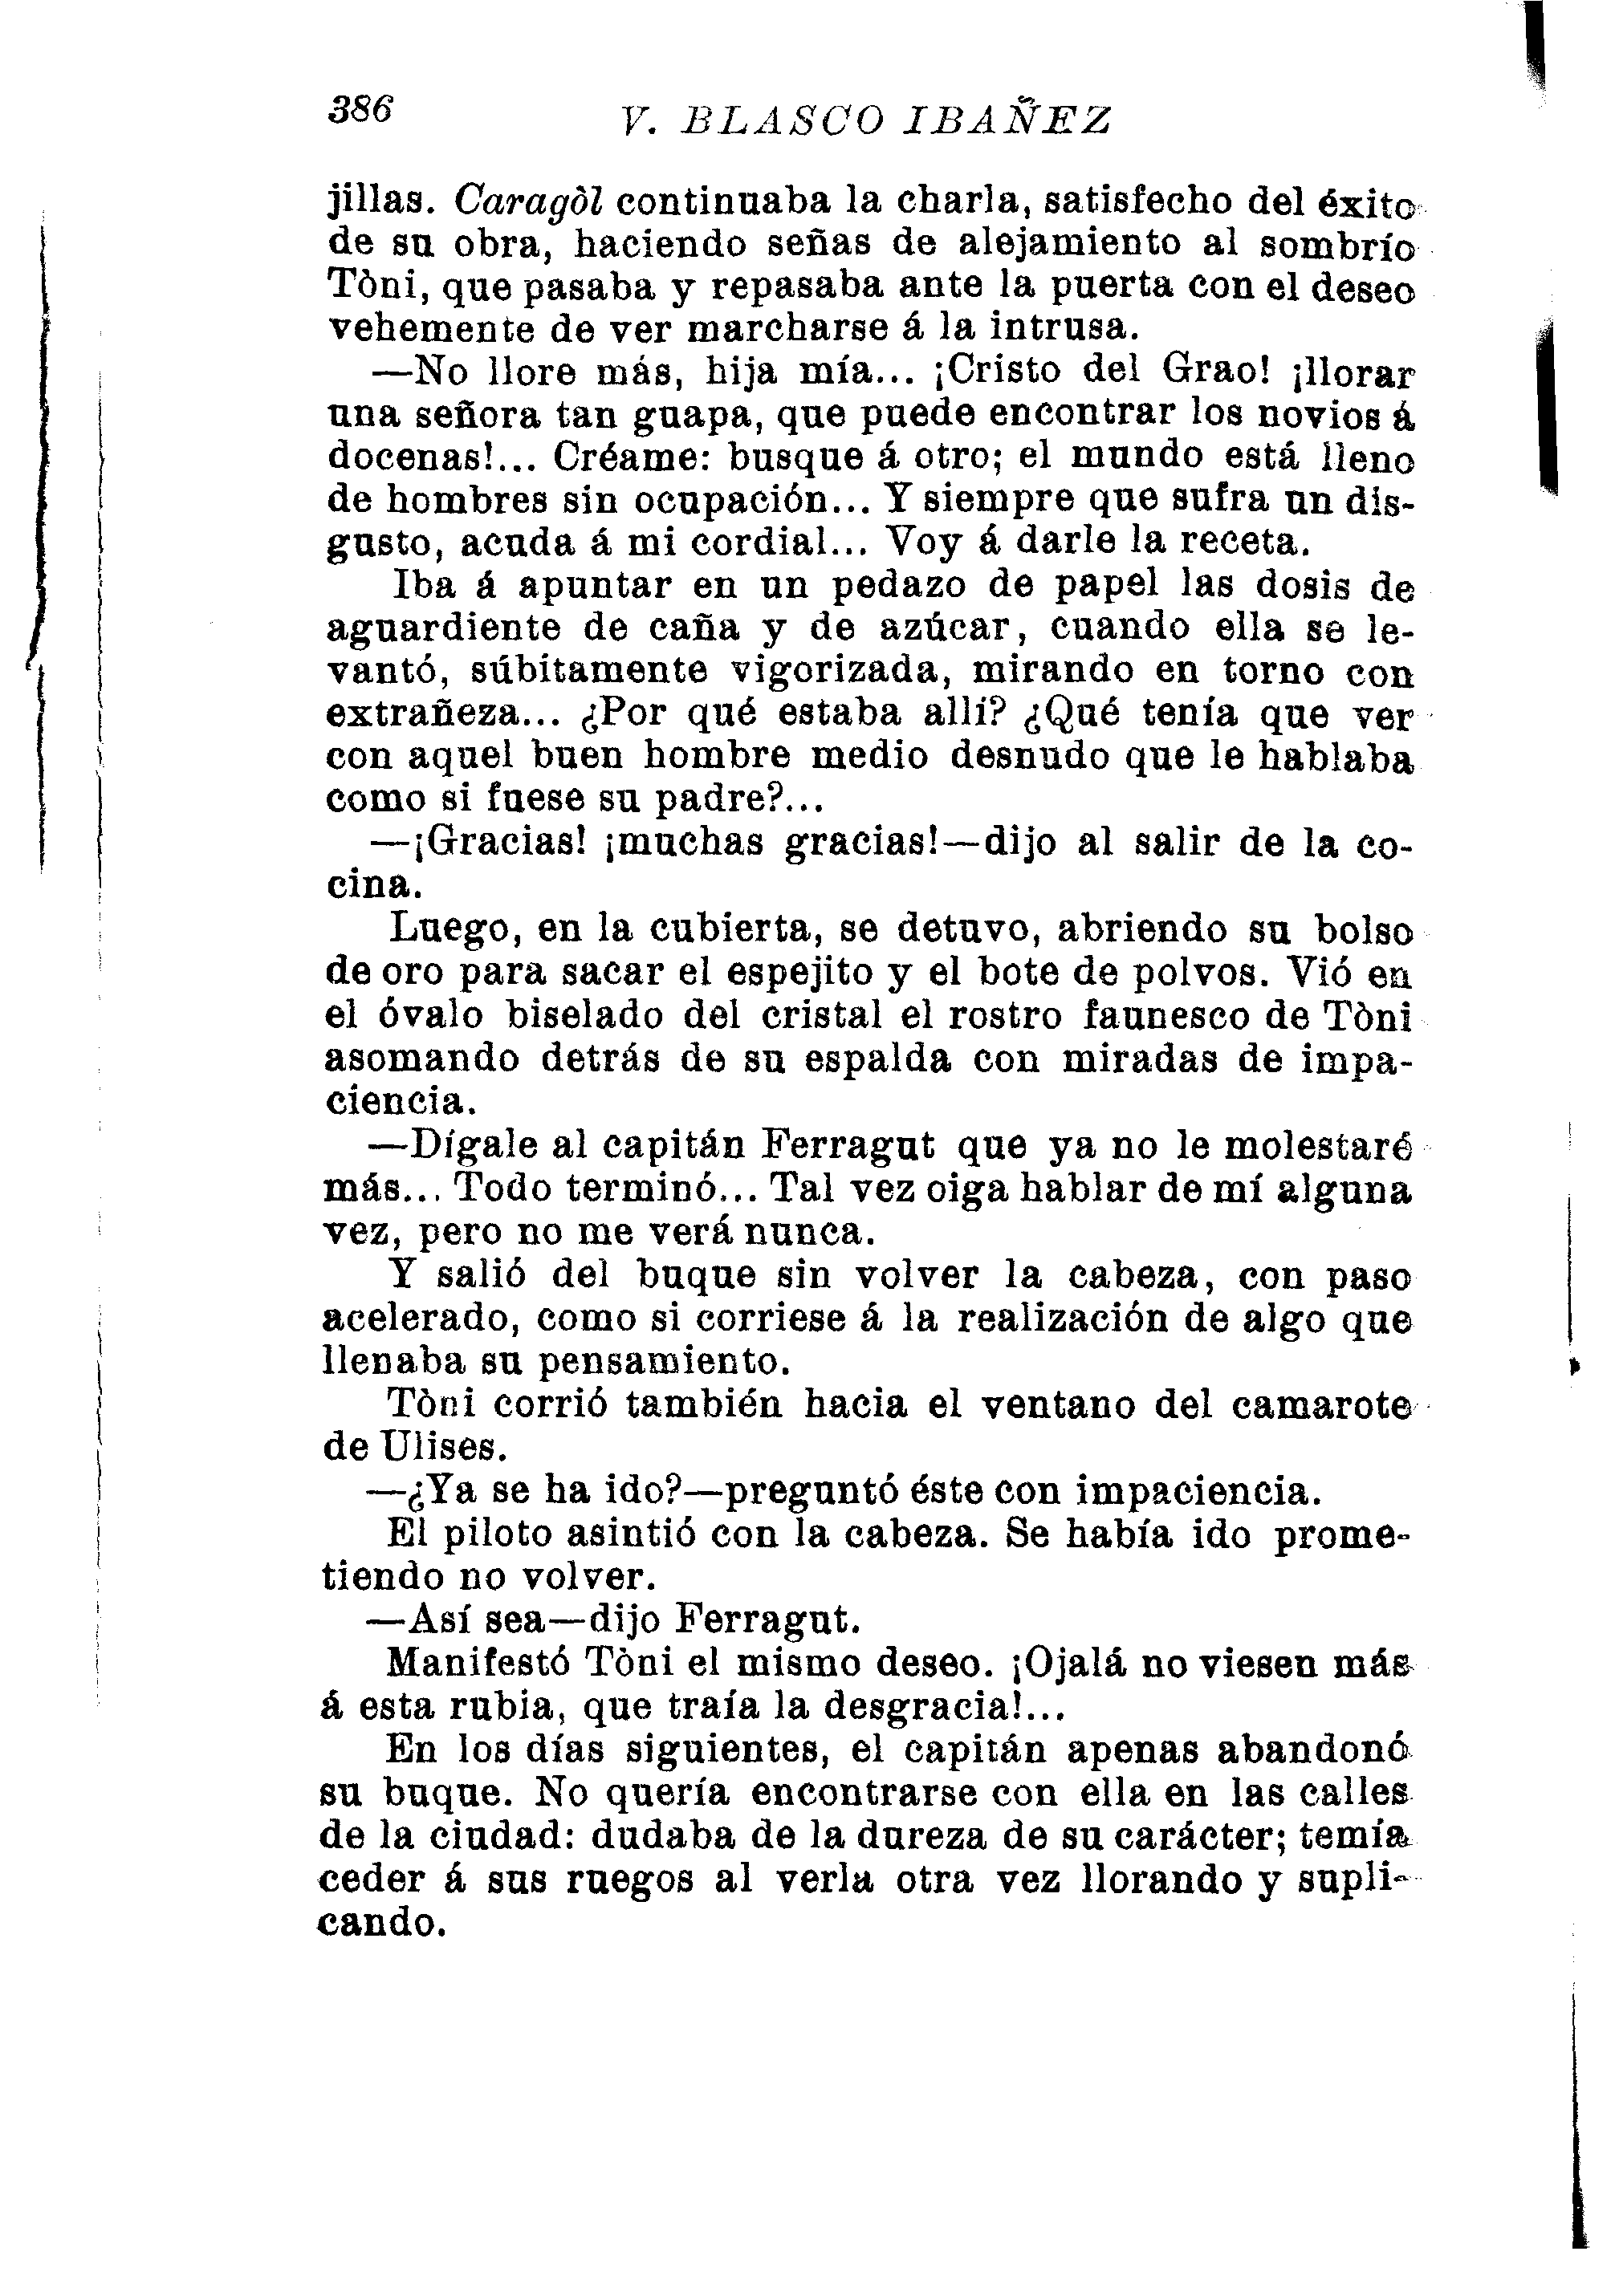 386
V. BLASCO IBAÑEZ
jillas. Caragòl continuaba la charla, satisfecho del éxito
de su obra, haciendo señas de alejamiento al sombrío
Tòni, que pasaba y repasaba ante la puerta con el deseo
vehemente de ver marcharse á la intrusa.
—No llore más, hija mía... ¡Cristo del Grao! ¡llorar
una señora tan guapa, que puede encontrar los novios á
docenas!... Créame: busque á otro; el mundo está lleno
de hombres sin ocupación... Y siempre que sufra un dis-
gusto, acuda á mi cordial... Voy á darle la receta.
Iba á apuntar en un pedazo de papel las dosis de
aguardiente de caña y de azúcar, cuando ella se le-
vantó, súbitamente vigorizada, mirando en torno con
extrañeza... ¿Por qué estaba allí? ¿Qué tenía que ver
con aquel buen hombre medio desnudo que le hablaba
como si fuese su padre?...
—¡Gracias! ¡muchas gracias!—dijo al salir de la co-
cina.
Luego, en la cubierta, se detuvo, abriendo su bolso
de oro para sacar el espejito y el bote de polvos. Vió en
el óvalo biselado del cristal el rostro faunesco de Tòni
asomando detrás de su espalda con miradas de impa-
ciencia.
—Dígale al capitán Ferragut que ya no le molestaré
más... Todo terminó... Tal vez oiga hablar de mí alguna
vez, pero no me verá nunca.
Y salió del buque sin volver la cabeza, con paso
acelerado, como si corriese á la realización de algo que
llenaba su pensamiento.
Tòni corrió también hacia el ventano del camarote
de Ulises.
—¿Ya se ha ido?—preguntó éste con impaciencia.
El piloto asintió con la cabeza. Se había ido prome-
tiendo no volver.
—Así sea—dijo Ferragut.
Manifestó Tòni el mismo deseo. ¡Ojalá no viesen más
á esta rubia, que traía la desgracia!...
En los días siguientes, el capitán apenas abandonó
su buque. No quería encontrarse con ella en las calles
de la ciudad: dudaba de la dureza de su carácter; temía
ceder á sus ruegos al verla otra vez llorando y supli-
cando.